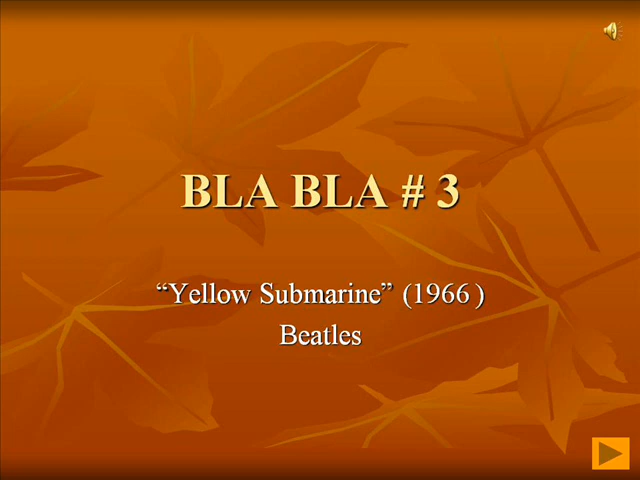 BLA BLA # 3
“Yellow Submarine” (1966 )
Beatles